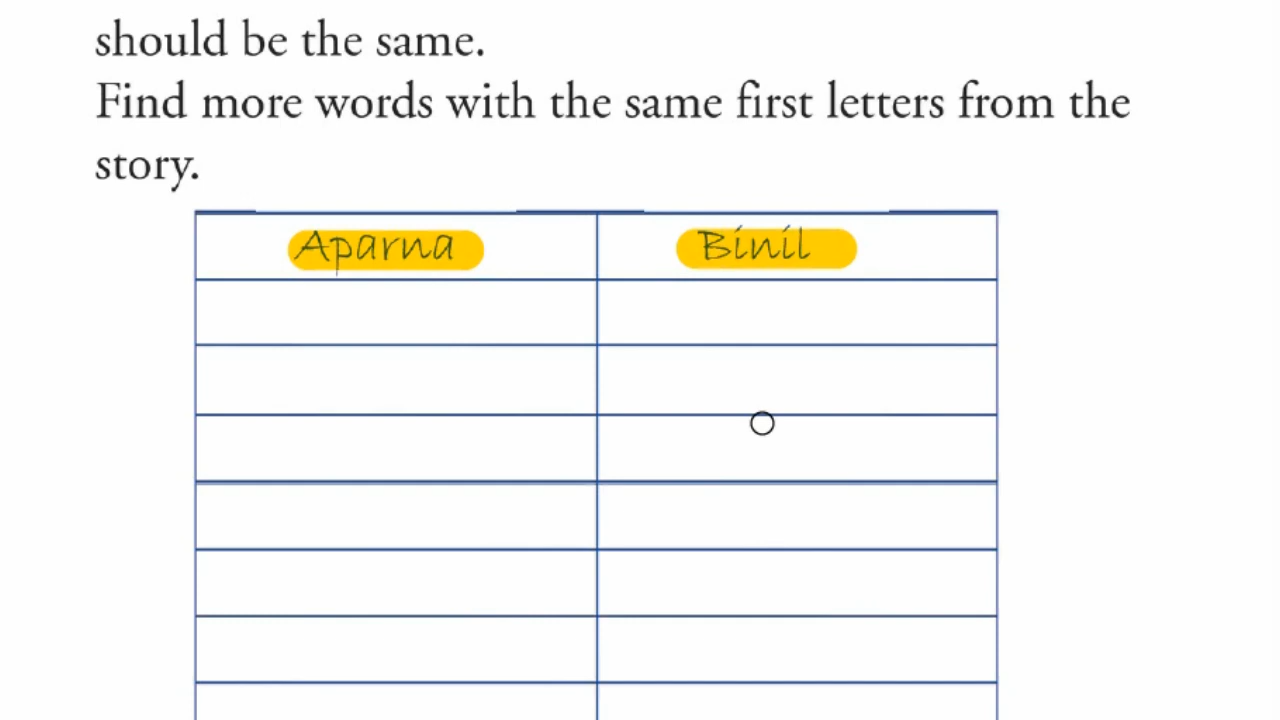 should be the same.
Find more words with the same first letters from the
story.
Aparna Binil